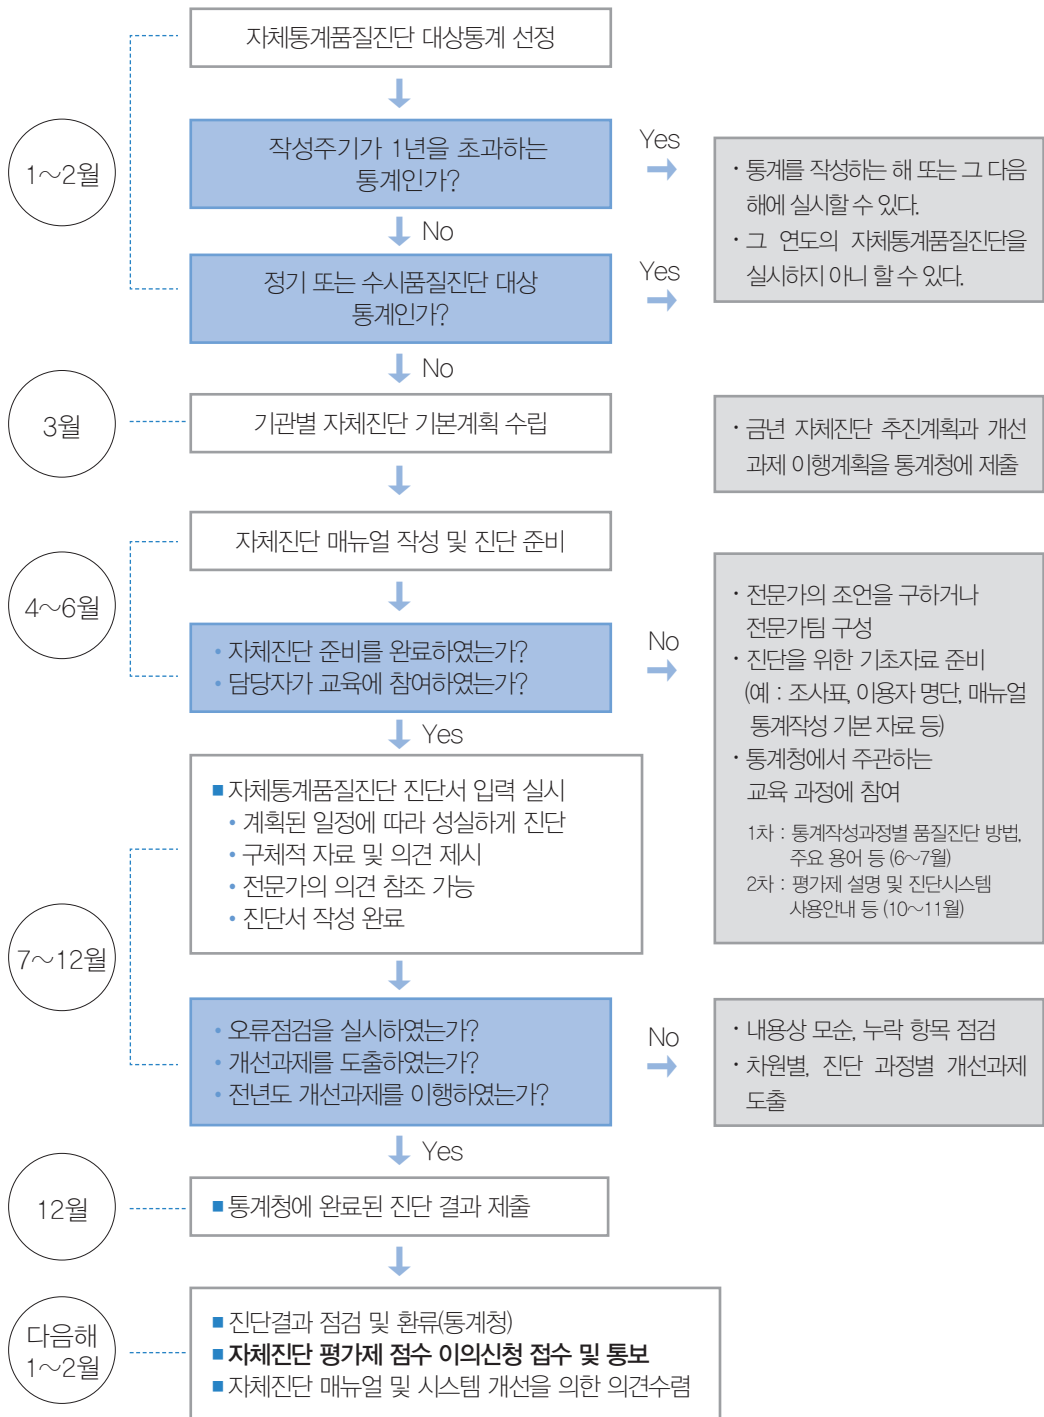 자체통계품질진단 대상통계 선정
1~2월
작성주기가 1년을 초과하는
통계인가?
Yes
· 통계를 작성하는 해 또는 그 다음
해에 실시할 수 있다.
· 그 연도의 자체통계품질진단을
실시하지 아니 할 수 있다.
No
정기 또는 수시품질진단 대상
통계인가?
Yes
No
3월
기관별 자체진단 기본계획 수립
· 금년 자체진단 추진계획과 개선
과제 이행계획을 통계청에 제출
4~6월
자체진단 매뉴얼 작성 및 진단 준비
• 자체진단 준비를 완료하였는가?
• 담당자가 교육에 참여하였는가?
No
· 전문가의 조언을 구하거나
전문가팀 구성
· 진단을 위한 기초자료 준비
(예 : 조사표, 이용자 명단, 매뉴얼
통계작성 기본 자료 등)
· 통계청에서 주관하는
교육 과정에 참여
1차 : 통계작성과정별 품질진단 방법,
주요 용어 등 (6~7월)
2차 : 평가제 설명 및 진단시스템
사용안내 등 (10~11월)
Yes
7~12월
■ 자체통계품질진단 진단서 입력 실시
• 계획된 일정에 따라 성실하게 진단
• 구체적 자료 및 의견 제시
• 전문가의 의견 참조 가능
• 진단서 작성 완료
• 오류점검을 실시하였는가?
• 개선과제를 도출하였는가?
• 전년도 개선과제를 이행하였는가?
No
· 내용상 모순, 누락 항목 점검
· 차원별, 진단 과정별 개선과제
도출
Yes
12월
■ 통계청에 완료된 진단 결과 제출
다음해
1~2월
■ 진단결과 점검 및 환류(통계청)
■ 자체진단 평가제 점수 이의신청 접수 및 통보
■ 자체진단 매뉴얼 및 시스템 개선을 의한 의견수렴